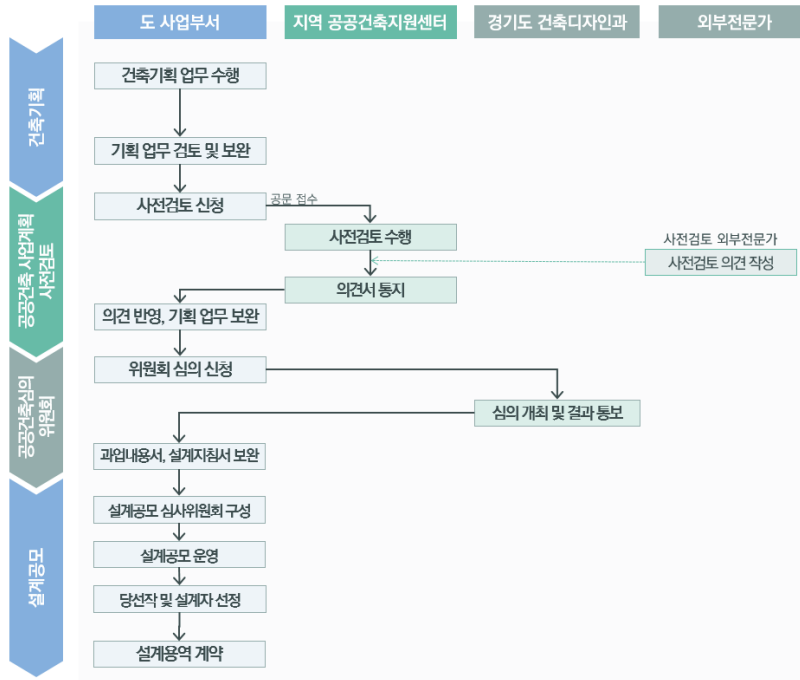 도 사업부서
지역 공공건축지원센터
경기도 건축디자인과
외부전문가
건축기획
건축기획 업무 수행
기획 업무 검토 및 보완
공공건축 사업계획
사전검토
사전검토 신청
공문 접수
사전검토 수행
사전검토 외부전문가
사전검토 의견 작성
의견서 통지
의견 반영, 기획 업무 보완
공공건축심의
위원회
위원회 심의 신청
심의 개최 및 결과 통보
과업내용서, 설계지침서 보완
설계공모
설계공모 심사위원회 구성
설계공모 운영
당선작 및 설계자 선정
설계용역 계약